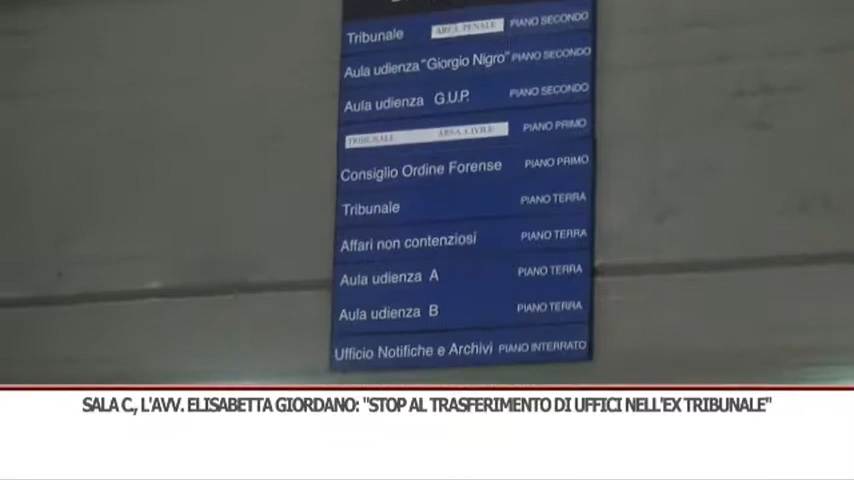 Tribunale AREA PENALE PIANO SECONDO
Aula udienza "Giorgio Nigro" PIANO SECONDO
Aula udienza G.U.P. PIANO SECONDO
TRIBUNALE AREA CIVILE PIANO PRIMO
Consiglio Ordine Forense PIANO PRIMO
Tribunale PIANO TERRA
Affari non contenziosi PIANO TERRA
Aula udienza A PIANO TERRA
Aula udienza B PIANO TERRA
Ufficio Notifiche e Archivi PIANO INTERRATO
SALA C., L'AVV. ELISABETTA GIORDANO: "STOP AL TRASFERIMENTO DI UFFICI NELL'EX TRIBUNALE"